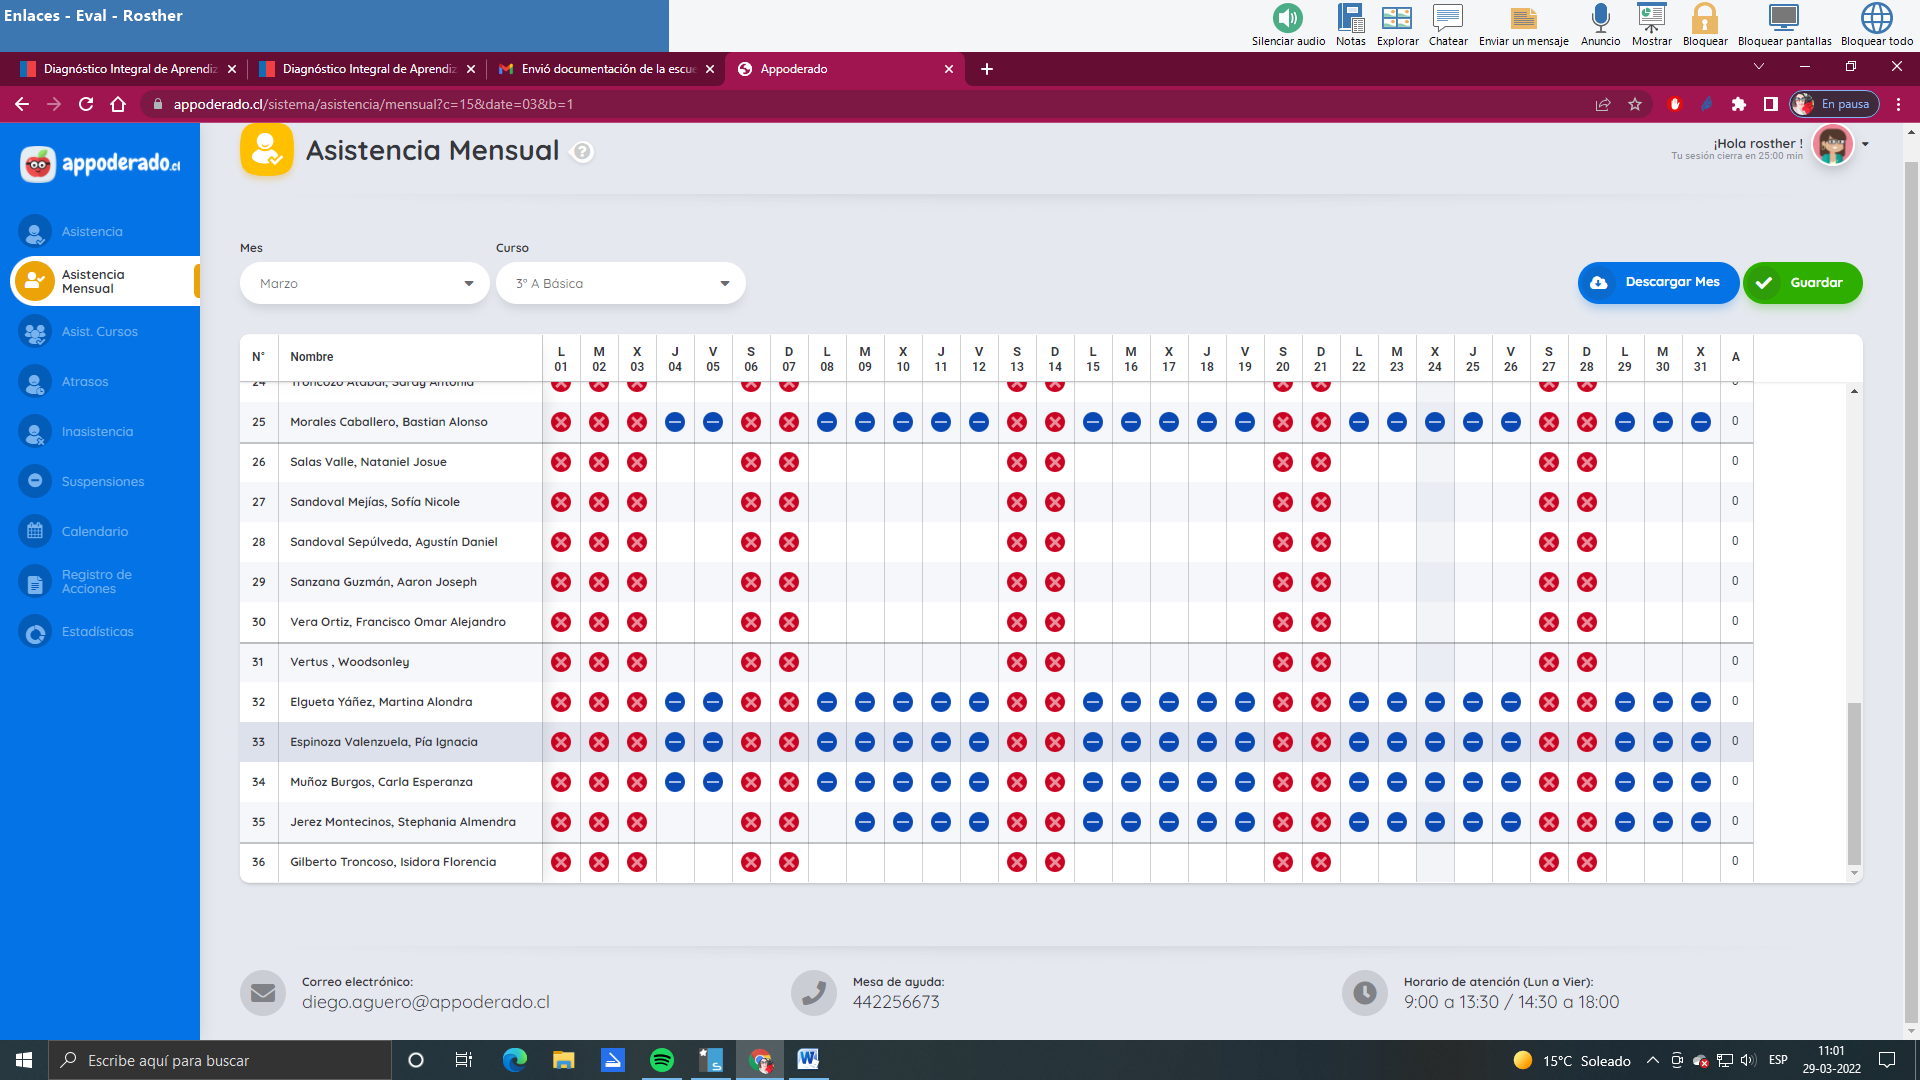 Enlaces - Eval - Rosther
Silenciar audio Notas Explorar Chatear Enviar un mensaje Anuncio Mostrar Bloquear Bloquear pantallas Bloquear todo
Diagnóstico Integral de Aprendiz Diagnóstico Integral de Aprendiz Envió documentación de la escue Appoderado
appoderado.cl/sistema/asistencia/mensual?c=15&date=03&b=1
En pausa
appoderado.cl
Asistencia
Asistencia
Mensual
Asist. Cursos
Atrasos
Inasistencia
Suspensiones
Calendario
Registro de
Acciones
Estadísticas
Asistencia Mensual
¡Hola rosther !
Tu sesión cierra en 25:00 min
Mes
Marzo
Curso
3º A Básica
Descargar Mes
Guardar
N° Nombre L M X J V S D L M X J V S D L M X J V S D L M X J V S D L M X A
01 02 03 04 05 06 07 08 09 10 11 12 13 14 15 16 17 18 19 20 21 22 23 24 25 26 27 28 29 30 31
24 Troncozo Atabal, Saray Antonia 0
25 Morales Caballero, Bastian Alonso 0
26 Salas Valle, Nataniel Josue 0
27 Sandoval Mejías, Sofía Nicole 0
28 Sandoval Sepúlveda, Agustín Daniel 0
29 Sanzana Guzmán, Aaron Joseph 0
30 Vera Ortiz, Francisco Omar Alejandro 0
31 Vertus , Woodsonley 0
32 Elgueta Yáñez, Martina Alondra 0
33 Espinoza Valenzuela, Pía Ignacia 0
34 Muñoz Burgos, Carla Esperanza 0
35 Jerez Montecinos, Stephania Almendra 0
36 Gilberto Troncoso, Isidora Florencia 0
Correo electrónico:
diego.aguero@appoderado.cl
Mesa de ayuda:
442256673
Horario de atención (Lun a Vier):
9:00 a 13:30 / 14:30 a 18:00
Escribe aquí para buscar
15°C Soleado
ESP
11:01
29-03-2022